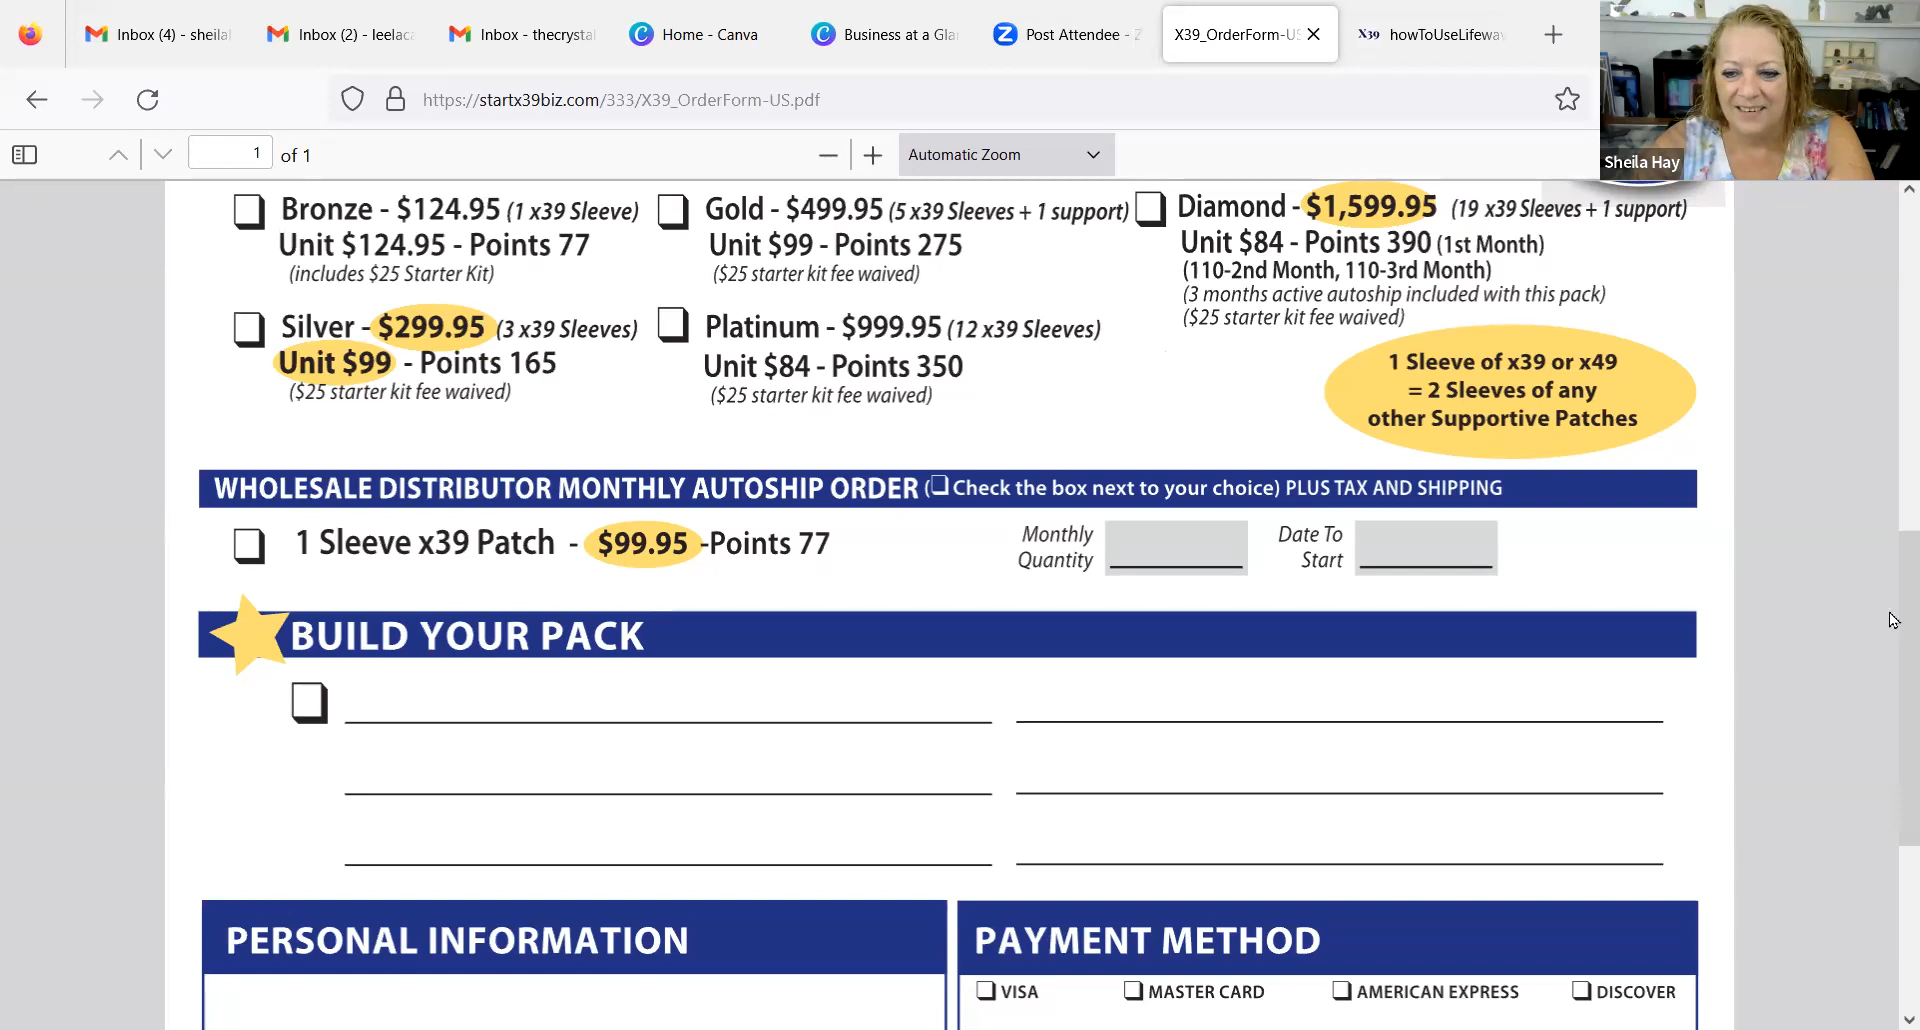 Inbox (4) - sheila
Inbox (2) - leelaca
Inbox - thecrysta
Home - Canva
Business at a Gla
Post Attendee - Z
X39_OrderForm-US
X39 howToUseLifewav
https://startx39biz.com/333/X39_OrderForm-US.pdf
1 of 1
Automatic Zoom
Sheila Hay
Bronze - $124.95 (1 x39 Sleeve)
Unit $124.95 - Points 77
(includes $25 Starter Kit)
Silver - $299.95 (3 x39 Sleeves)
Unit $99 - Points 165
($25 starter kit fee waived)
Gold - $499.95 (5 x39 Sleeves + 1 support)
Unit $99 - Points 275
($25 starter kit fee waived)
Platinum - $999.95 (12 x39 Sleeves)
Unit $84 - Points 350
($25 starter kit fee waived)
Diamond - $1,599.95 (19 x39 Sleeves + 1 support)
Unit $84 - Points 390 (1st Month)
(110-2nd Month, 110-3rd Month)
(3 months active autoship included with this pack)
($25 starter kit fee waived)
1 Sleeve of x39 or x49
= 2 Sleeves of any
other Supportive Patches
WHOLESALE DISTRIBUTOR MONTHLY AUTOSHIP ORDER (❏ Check the box next to your choice) PLUS TAX AND SHIPPING
1 Sleeve x39 Patch - $99.95 -Points 77
Monthly
Quantity
Date To
Start
BUILD YOUR PACK
PERSONAL INFORMATION
PAYMENT METHOD
VISA
MASTER CARD
AMERICAN EXPRESS
DISCOVER